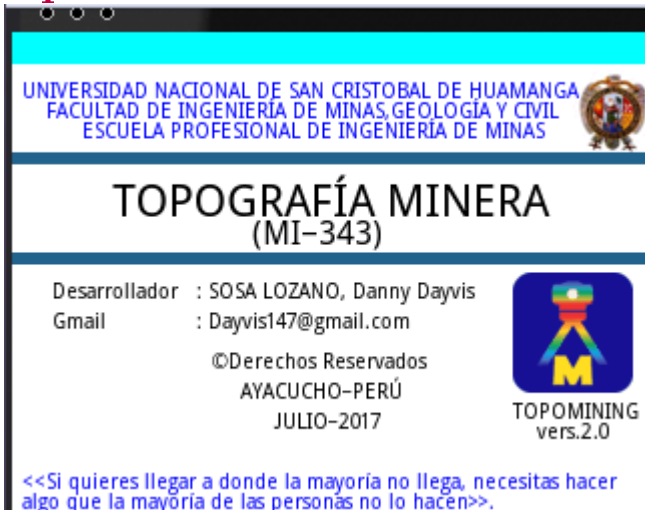 UNIVERSIDAD NACIONAL DE SAN CRISTOBAL DE HUAMANGA
FACULTAD DE INGENIERÍA DE MINAS,GEOLOGÍA Y CIVIL
ESCUELA PROFESIONAL DE INGENIERÍA DE MINAS
TOPOGRAFÍA MINERA
(MI-343)
Desarrollador : SOSA LOZANO, Danny Dayvis
Gmail : Dayvis147@gmail.com
©Derechos Reservados
AYACUCHO-PERÚ
JULIO-2017
M
TOPOMINING
vers.2.0
<<Si quieres llegar a donde la mayoría no llega, necesitas hacer
algo que la mayoría de las personas no lo hacen>>.